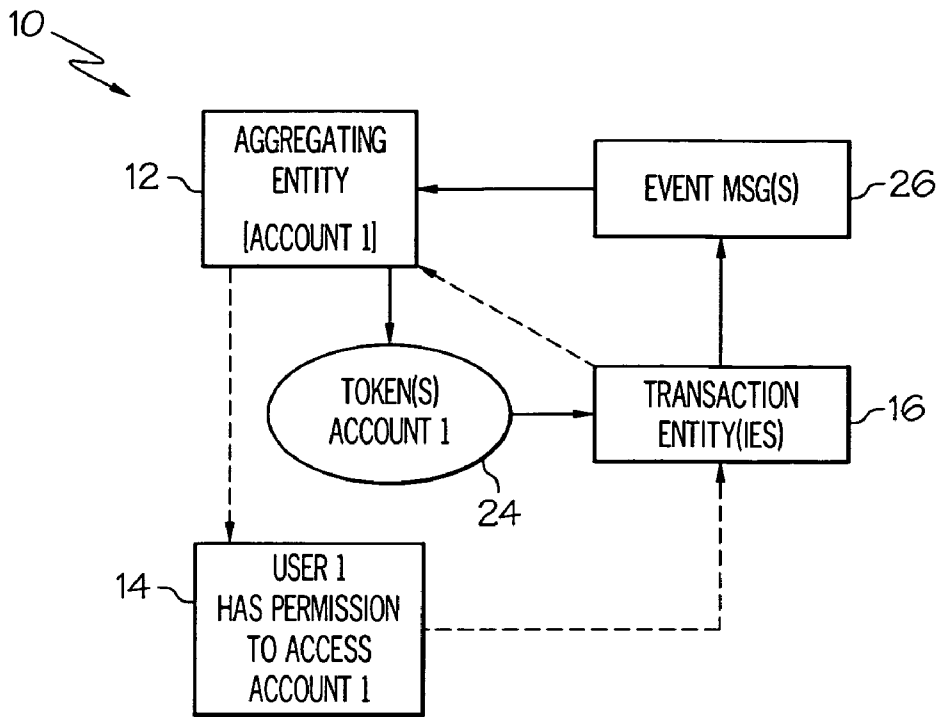 10
12
AGGREGATING
ENTITY
[ACCOUNT 1]
EVENT MSG(S)
26
TOKEN(S)
ACCOUNT 1
24
TRANSACTION
ENTITY(IES)
16
14
USER 1
HAS PERMISSION
TO ACCESS
ACCOUNT 1